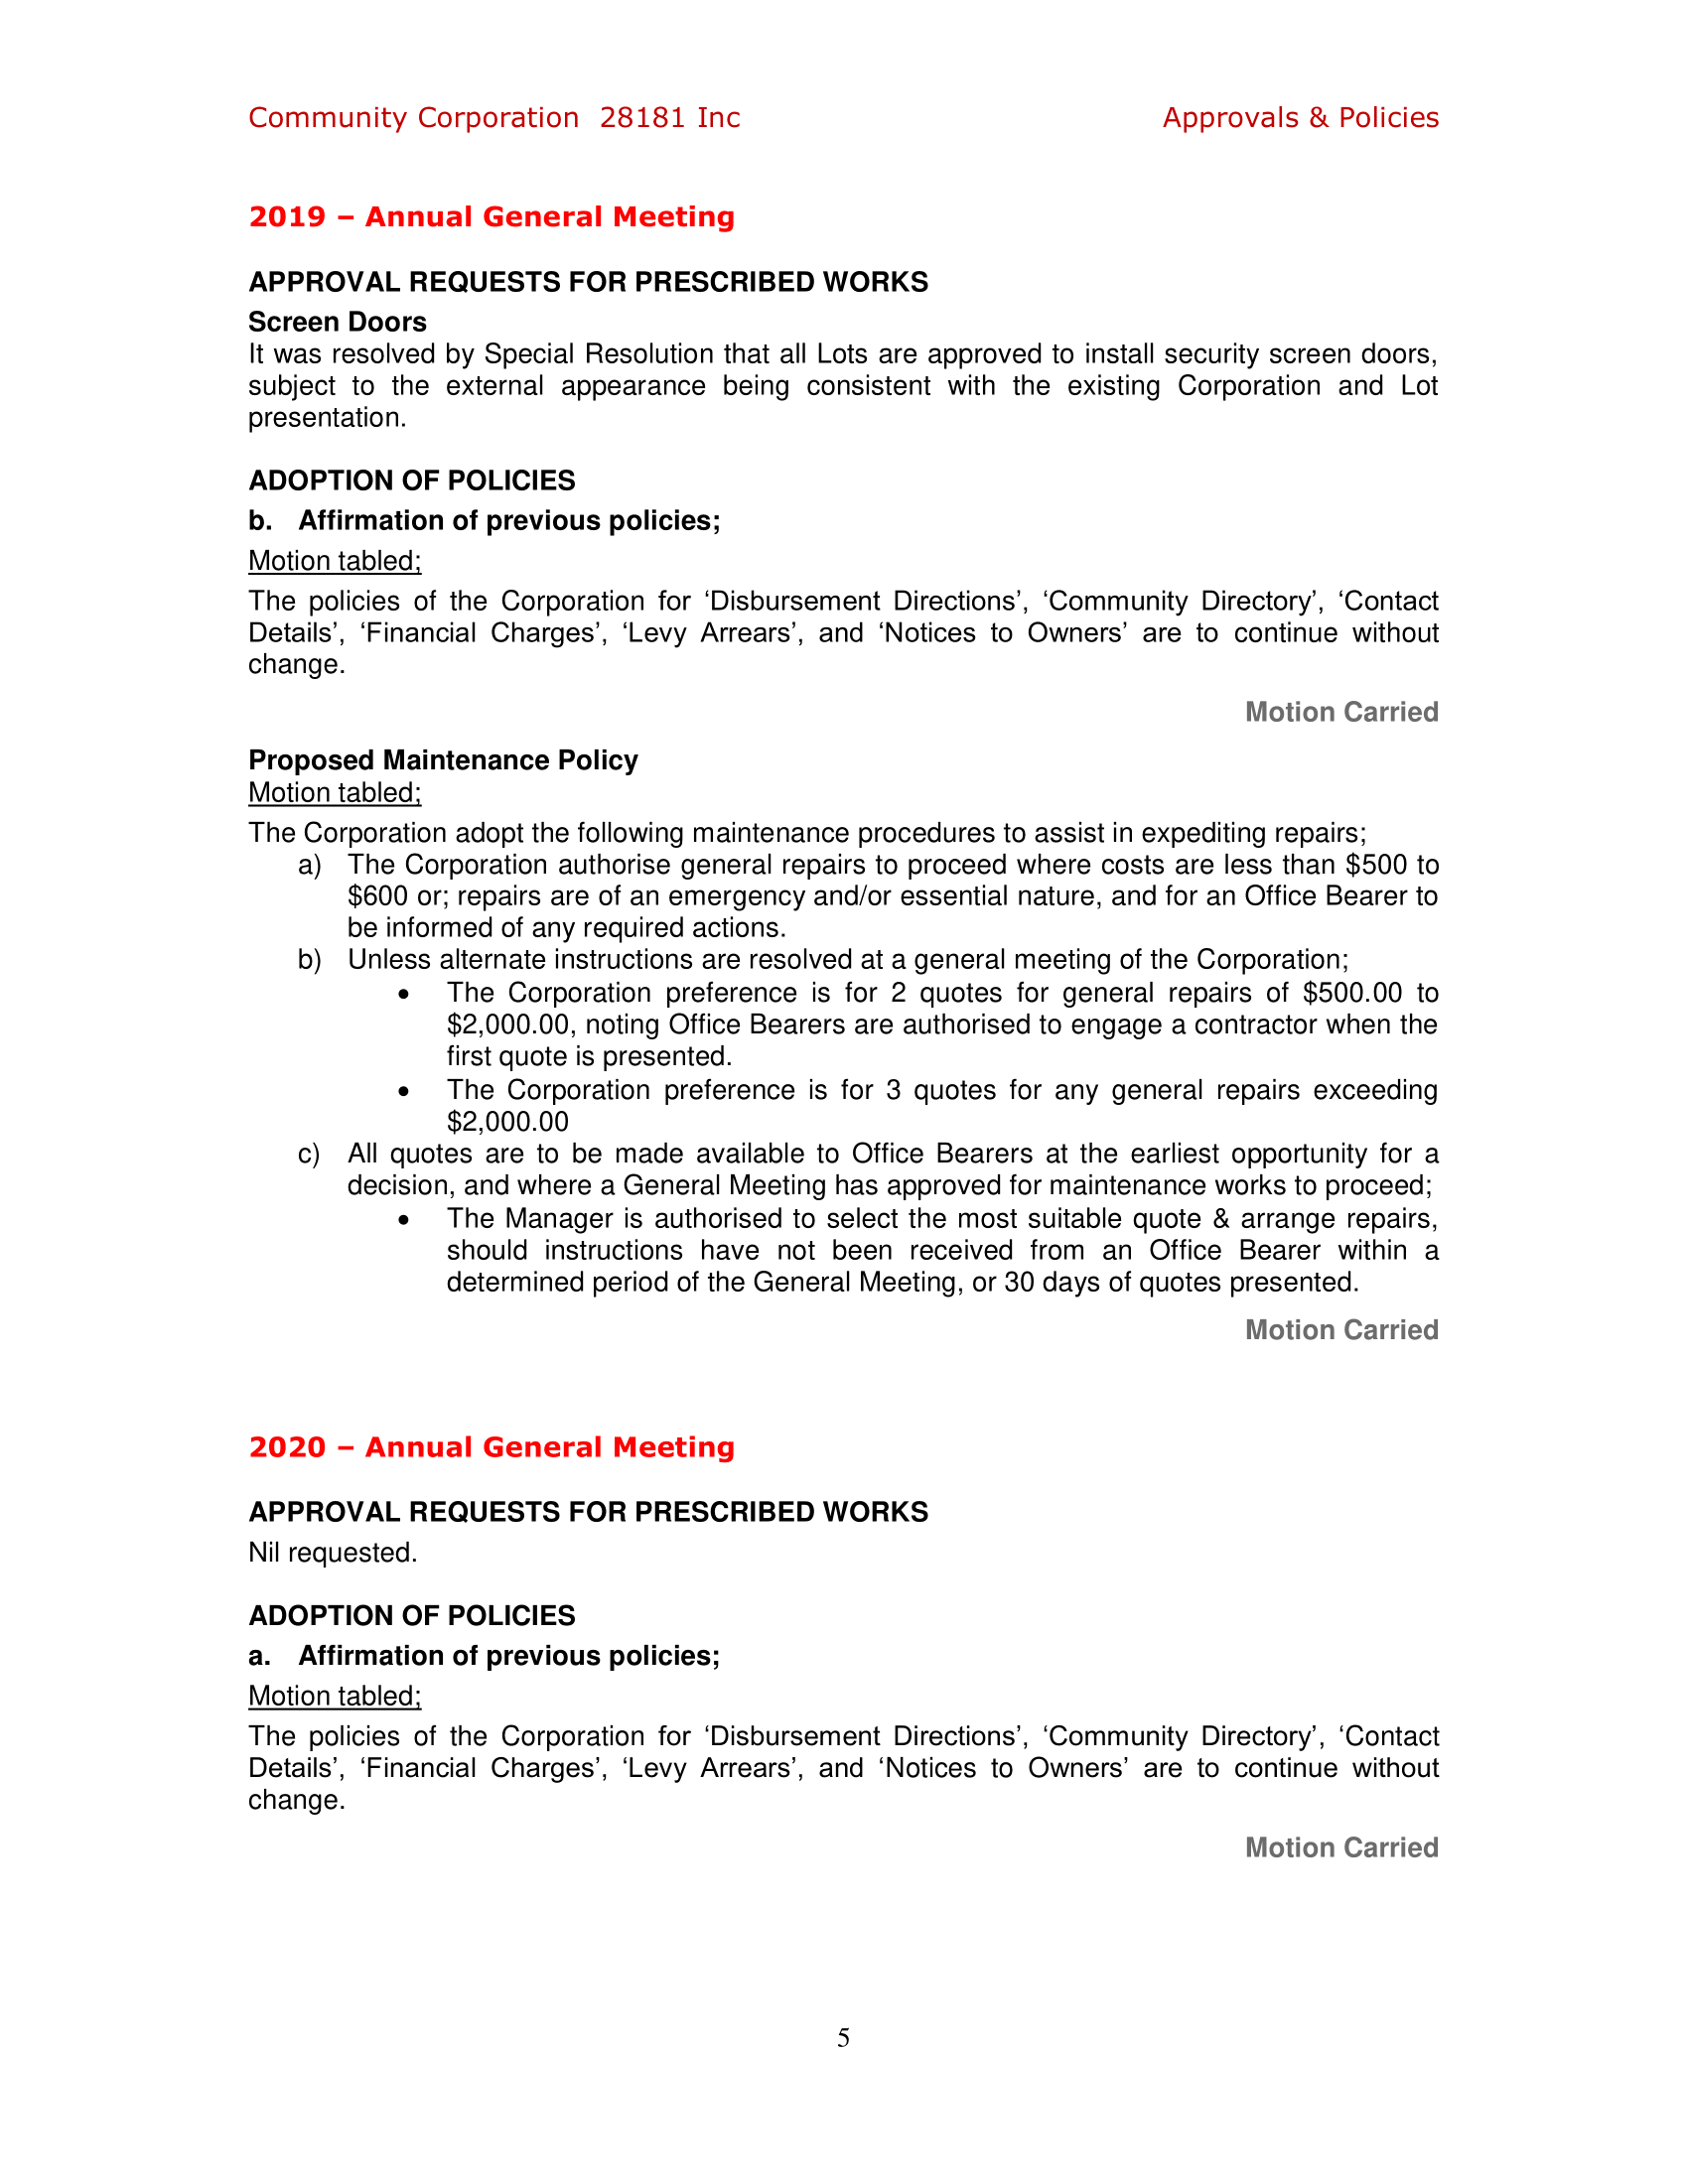 Community Corporation  28181 Inc Approvals & Policies
2019 – Annual General Meeting
APPROVAL REQUESTS FOR PRESCRIBED WORKS
Screen Doors
It was resolved by Special Resolution that all Lots are approved to install security screen doors,
subject to the external appearance being consistent with the existing Corporation and Lot
presentation.
ADOPTION OF POLICIES
b. Affirmation of previous policies;
Motion tabled;
The policies of the Corporation for ‘Disbursement Directions’, ‘Community Directory’, ‘Contact
Details’, ‘Financial Charges’, ‘Levy Arrears’, and ‘Notices to Owners’ are to continue without
change.
Motion Carried
Proposed Maintenance Policy
Motion tabled;
The Corporation adopt the following maintenance procedures to assist in expediting repairs;
a) The Corporation authorise general repairs to proceed where costs are less than $500 to
$600 or; repairs are of an emergency and/or essential nature, and for an Office Bearer to
be informed of any required actions.
b) Unless alternate instructions are resolved at a general meeting of the Corporation;
• The Corporation preference is for 2 quotes for general repairs of $500.00 to
$2,000.00, noting Office Bearers are authorised to engage a contractor when the
first quote is presented.
• The Corporation preference is for 3 quotes for any general repairs exceeding
$2,000.00
c) All quotes are to be made available to Office Bearers at the earliest opportunity for a
decision, and where a General Meeting has approved for maintenance works to proceed;
• The Manager is authorised to select the most suitable quote & arrange repairs,
should instructions have not been received from an Office Bearer within a
determined period of the General Meeting, or 30 days of quotes presented.
Motion Carried
2020 – Annual General Meeting
APPROVAL REQUESTS FOR PRESCRIBED WORKS
Nil requested.
ADOPTION OF POLICIES
a. Affirmation of previous policies;
Motion tabled;
The policies of the Corporation for ‘Disbursement Directions’, ‘Community Directory’, ‘Contact
Details’, ‘Financial Charges’, ‘Levy Arrears’, and ‘Notices to Owners’ are to continue without
change.
Motion Carried
5